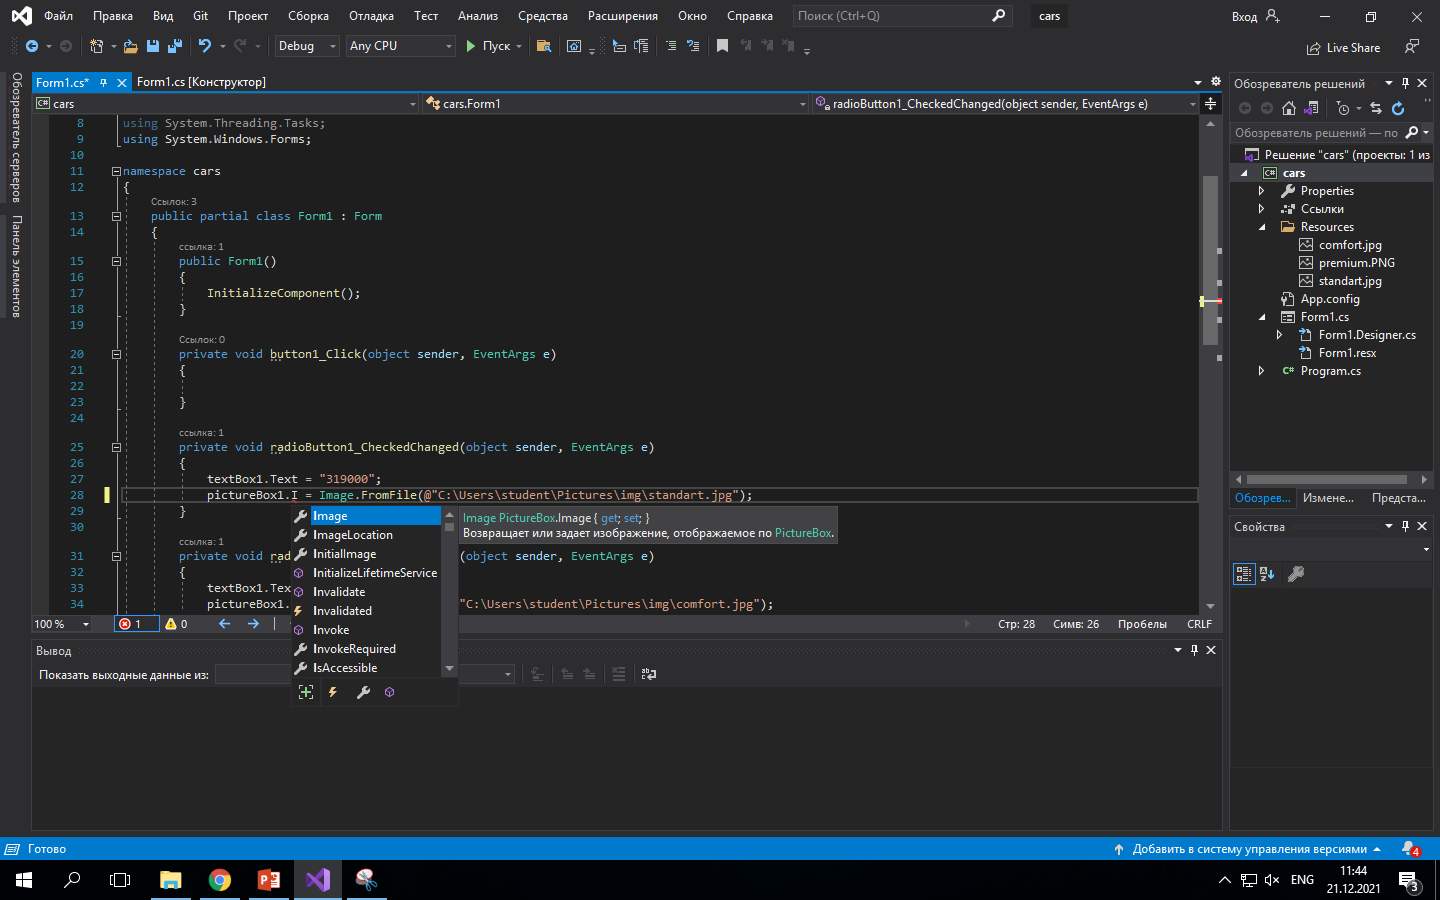 Файл Правка Вид Git Проект Сборка Отладка Тест Анализ Средства Расширения Окно Справка Поиск (Ctrl+Q) cars Вход
Debug Any CPU Пуск Live Share
Обозреватель серверов
Панель элементов
Form1.cs* Form1.cs [Конструктор]
cars cars.Form1 radioButton1_CheckedChanged(object sender, EventArgs e)
8 using System.Threading.Tasks;
9 using System.Windows.Forms;
10
11 namespace cars
12 {
Ссылок: 3
13 public partial class Form1 : Form
14 {
ссылка: 1
15 public Form1()
16 {
17 InitializeComponent();
18 }
19
Ссылок: 0
20 private void button1_Click(object sender, EventArgs e)
21 {
22
23 }
24
ссылка: 1
25 private void radioButton1_CheckedChanged(object sender, EventArgs e)
26 {
27 textBox1.Text = "319000";
28 pictureBox1.I = Image.FromFile(@"C:\Users\student\Pictures\img\standart.jpg");
29 }
30
ссылка: 1
31 private void rad (object sender, EventArgs e)
32 {
33 textBox1.Tex
34 pictureBox1. "C:\Users\student\Pictures\img\comfort.jpg");
Image
ImageLocation
InitialImage
InitializeLifetimeService
Invalidate
Invalidated
Invoke
InvokeRequired
IsAccessible
Image PictureBox.Image { get; set; }
Возвращает или задает изображение, отображаемое по PictureBox.
100 % 1 0 Стр: 28 Симв: 26 Пробелы CRLF
Вывод
Показать выходные данные из:
Обозреватель решений
Обозреватель решений — по
Решение "cars" (проекты: 1 из
cars
Properties
Ссылки
Resources
comfort.jpg
premium.PNG
standart.jpg
App.config
Form1.cs
Form1.Designer.cs
Form1.resx
Program.cs
Обозрев... Измене... Предста...
Свойства
Готово Добавить в систему управления версиями 4
ENG 11:44
21.12.2021 3